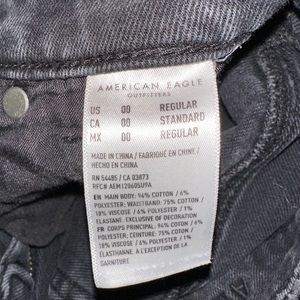 AMERICAN EAGLE
OUTFITTERS
US 00 REGULAR
CA 00 STANDARD
MX 00 REGULAR
MADE IN CHINA / FABRIQUÉ EN CHINE /
HECHO EN CHINA
RN 54485 / CA 03873
RFC# AEM120605U9A
EN: MAIN BODY: 94% COTTON / 6%
POLYESTER; WAISTBAND: 75% COTTON /
18% VISCOSE / 6% POLYESTER / 1%
ELASTANE. EXCLUSIVE OF DECORATION
FR: CORPS PRINCIPAL: 94% COTON / 6%
POLYESTER; CEINTURE: 75% COTON /
18% VISCOSE / 6% POLYESTER / 1%
ÉLASTHANNE. À L'EXCEPTION DE LA
GARNITURE